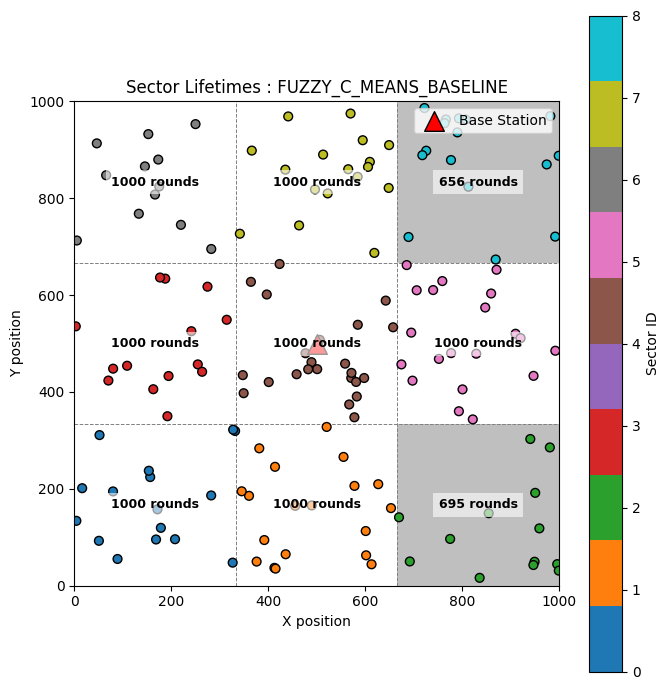 Sector Lifetimes : FUZZY_C_MEANS_BASELINE
Base Station
1000 rounds
1000 rounds
656 rounds
1000 rounds
1000 rounds
1000 rounds
1000 rounds
1000 rounds
695 rounds
Y position
1000
800
600
400
200
0
0
200
400
600
800
1000
X position
8
7
6
5
4
3
2
1
0
Sector ID